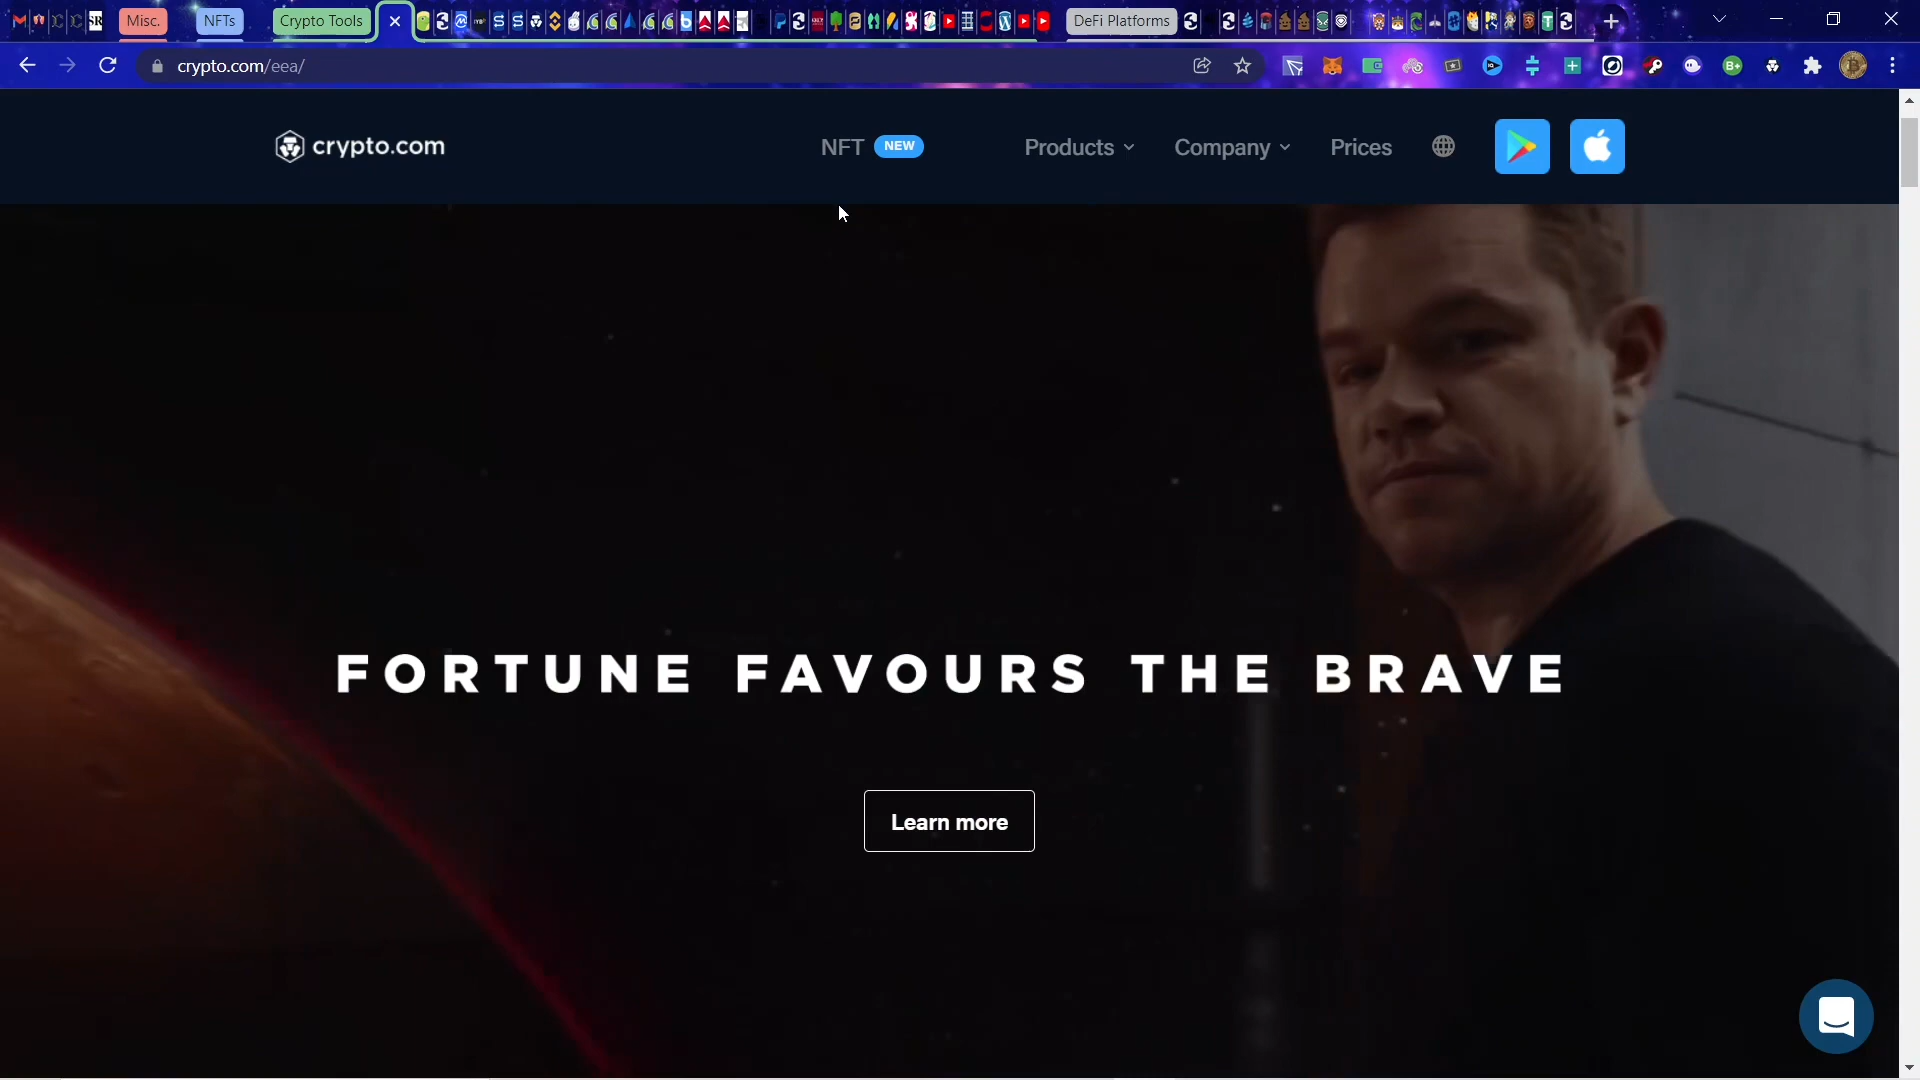 Misc.
NFTs
Crypto Tools
DeFi Platforms
crypto.com/eea/
crypto.com
NFT NEW
Products
Company
Prices
FORTUNE FAVOURS THE BRAVE
Learn more